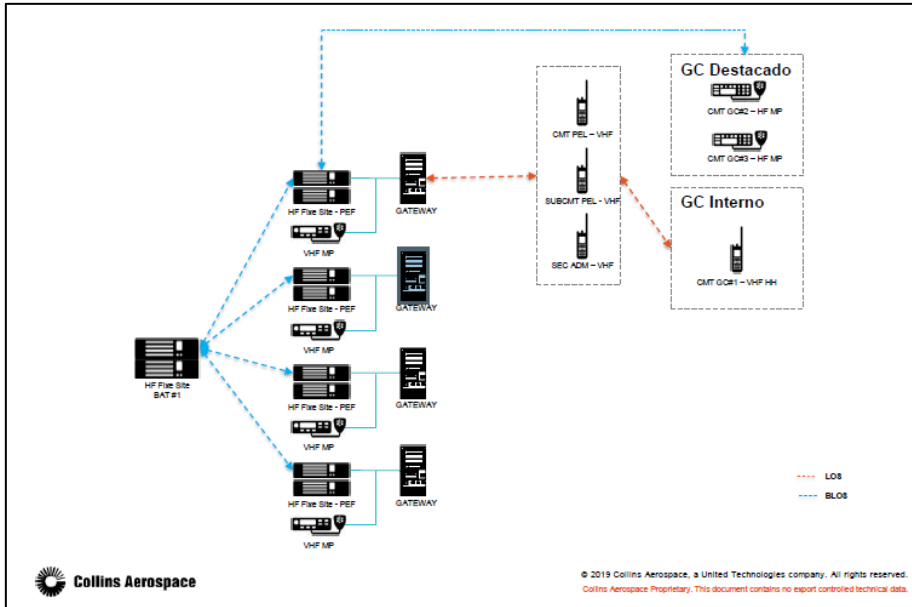 GC Destacado
CMT GC#2 – HF MP
CMT GC#3 – HF MP
CMT PEL – VHF
SUBCMT PEL - VHF
SEC ADM – VHF
GC Interno
CMT GC#1 – VHF HH
HF Fixe Site - PEF
GATEWAY
VHF MP
HF Fixe Site - PEF
GATEWAY
VHF MP
HF Fixe Site
BAT #1
HF Fixe Site - PEF
GATEWAY
VHF MP
HF Fixe Site - PEF
GATEWAY
VHF MP
LOS
BLOS
Collins Aerospace
© 2019 Collins Aerospace, a United Technologies company. All rights reserved.
Collins Aerospace Proprietary. This document contains no export controlled technical data.